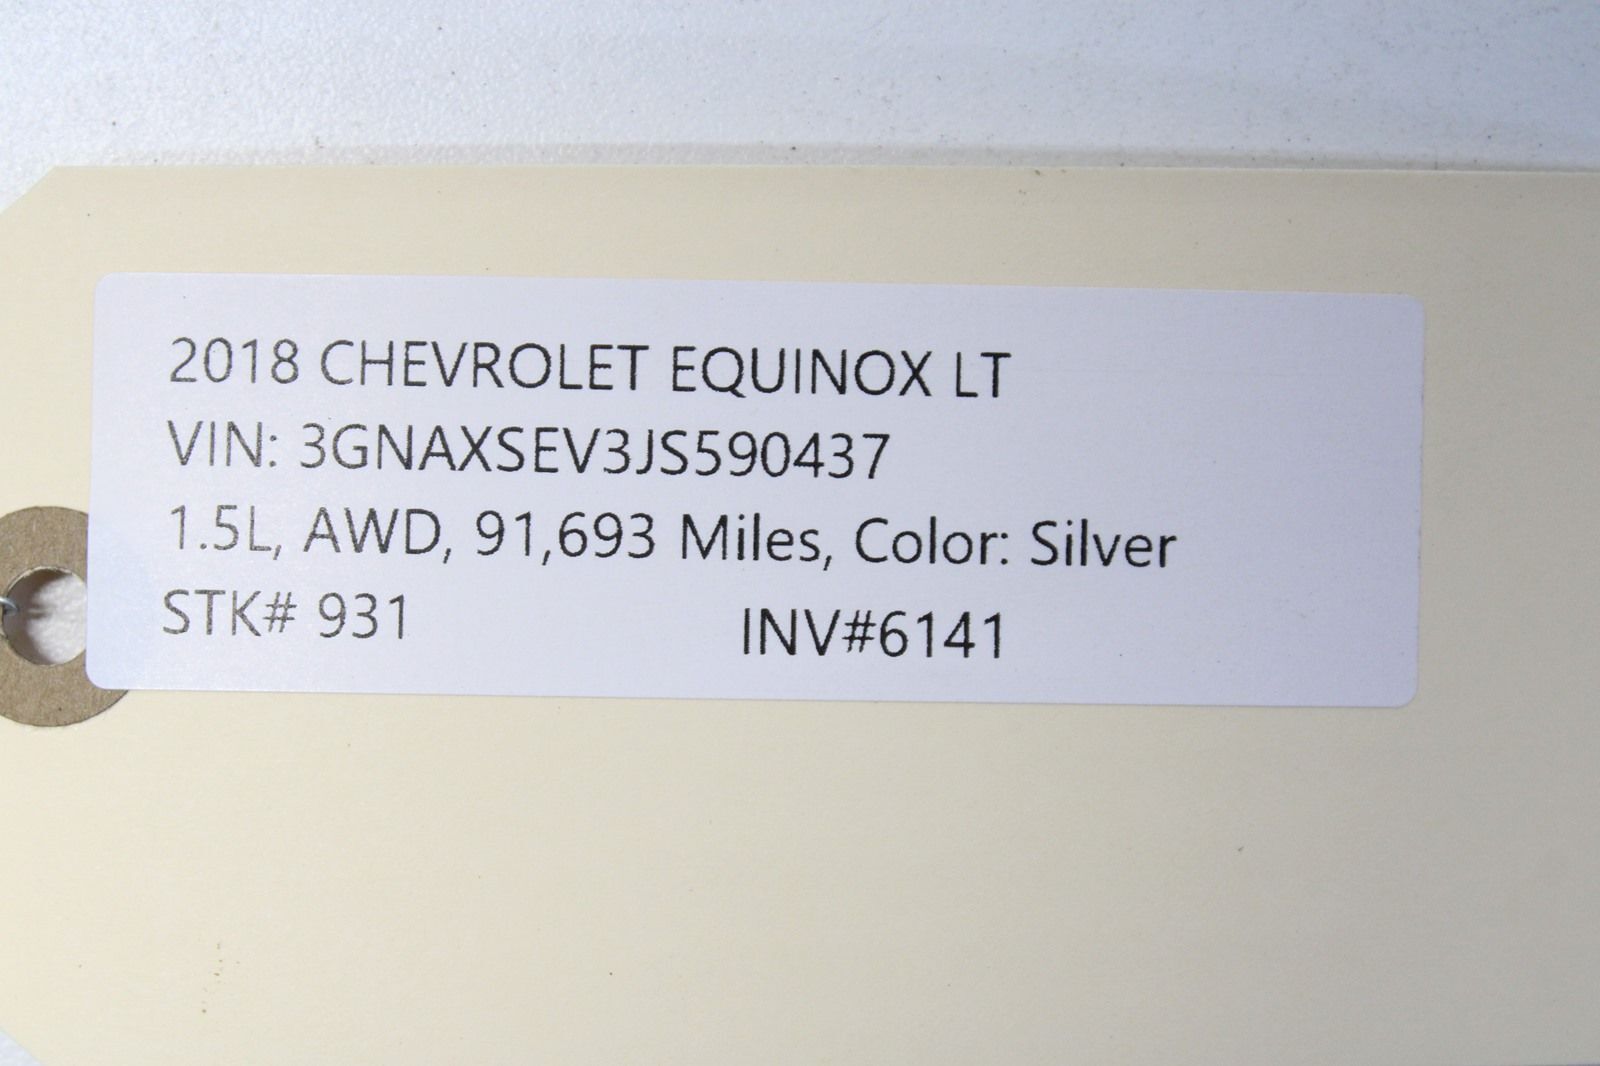 2018 CHEVROLET EQUINOX LT
VIN: 3GNAXSEV3JS590437
1.5L, AWD, 91,693 Miles, Color: Silver
STK# 931 INV#6141